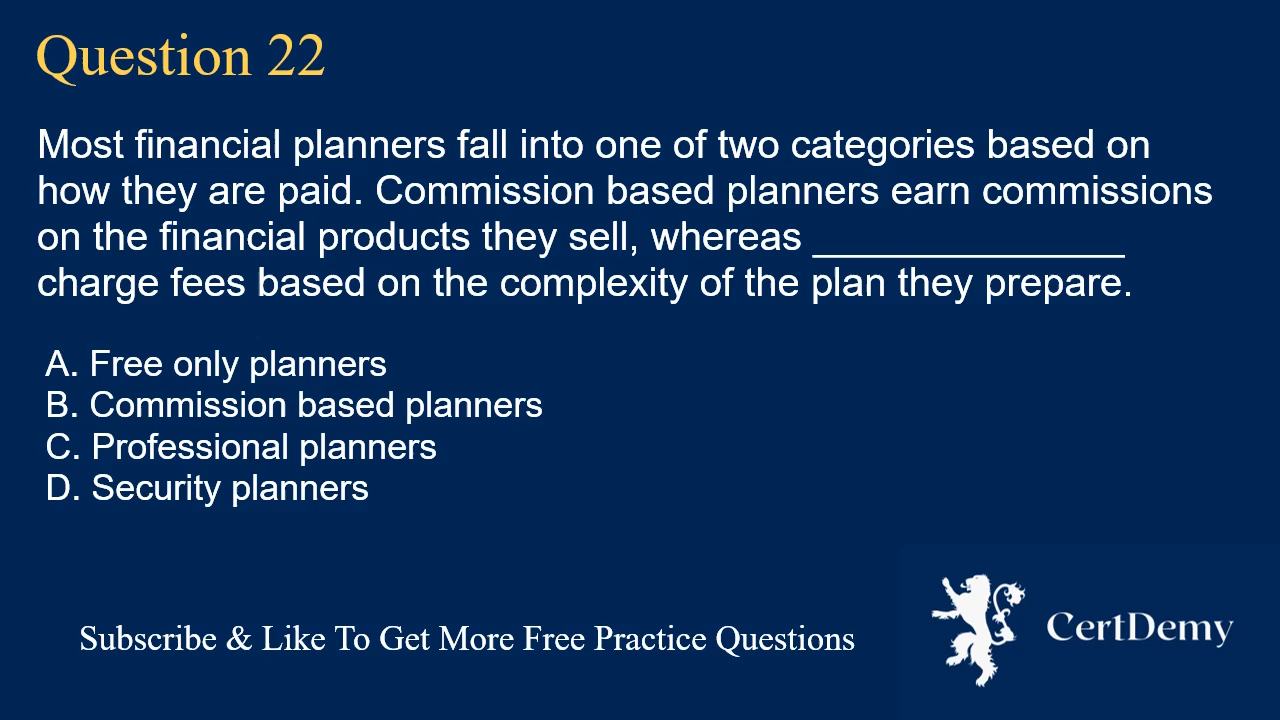 Question 22
Most financial planners fall into one of two categories based on
how they are paid. Commission based planners earn commissions
on the financial products they sell, whereas _______________
charge fees based on the complexity of the plan they prepare.
A. Free only planners
B. Commission based planners
C. Professional planners
D. Security planners
Subscribe & Like To Get More Free Practice Questions
CertDemy